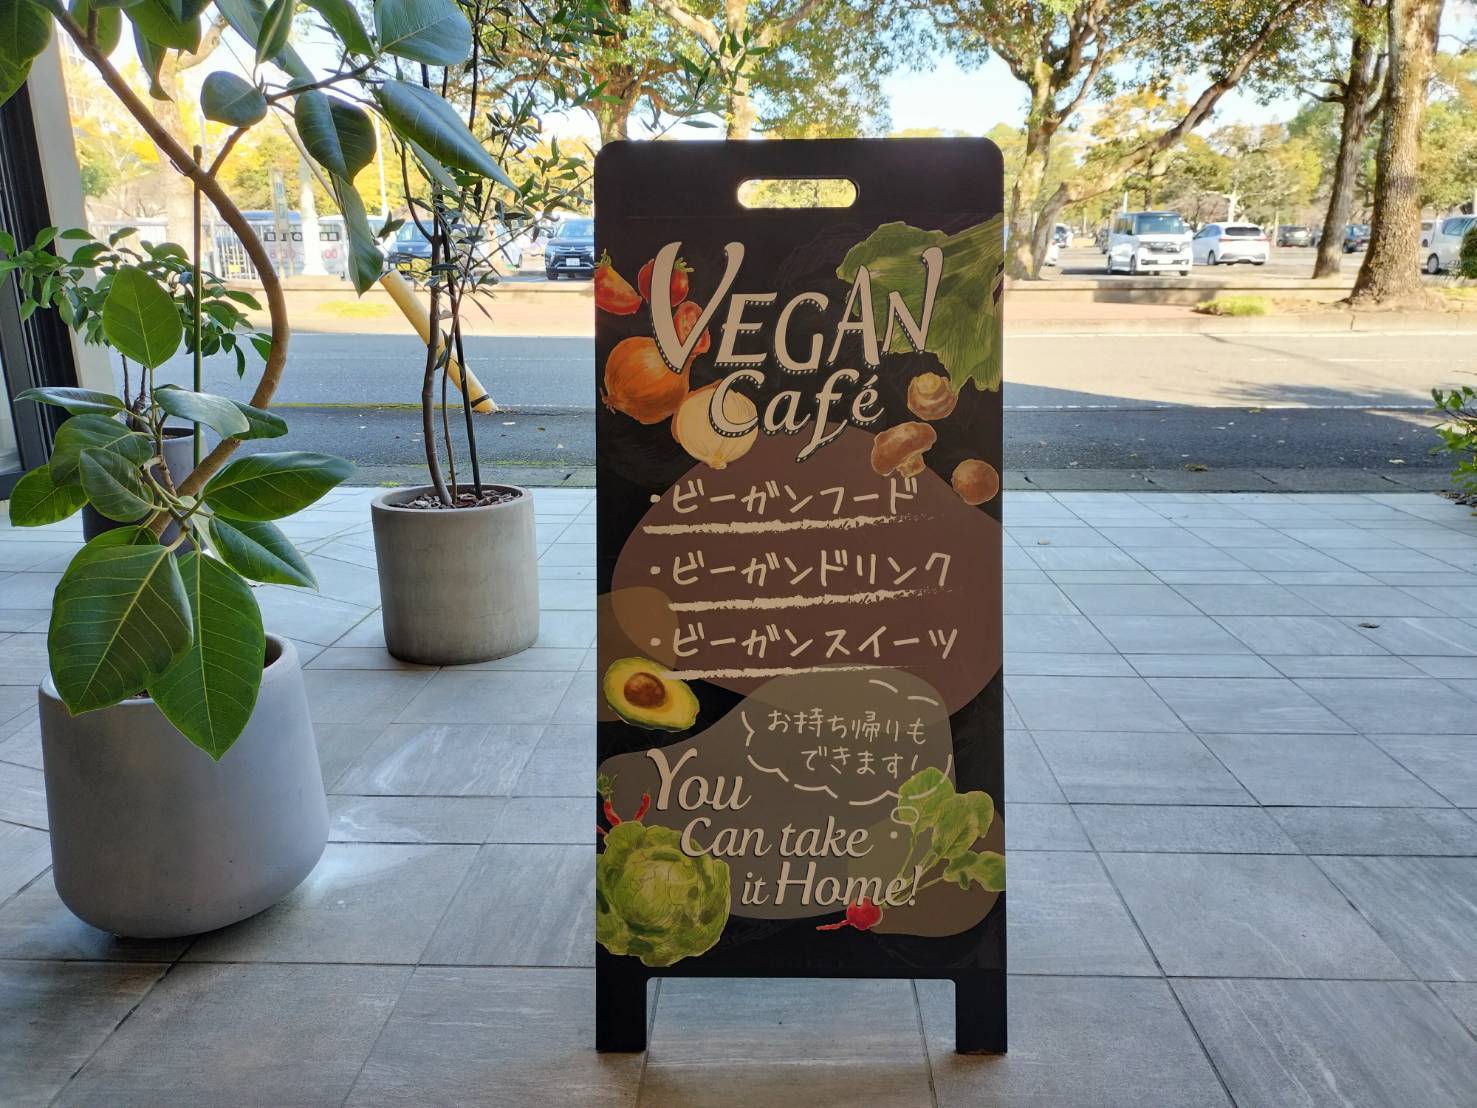 VEGAN
Café
・ビーガンフード
・ビーガンドリンク
・ビーガンスイーツ
お持ち帰りも
できます!
You
Can take
it Home!